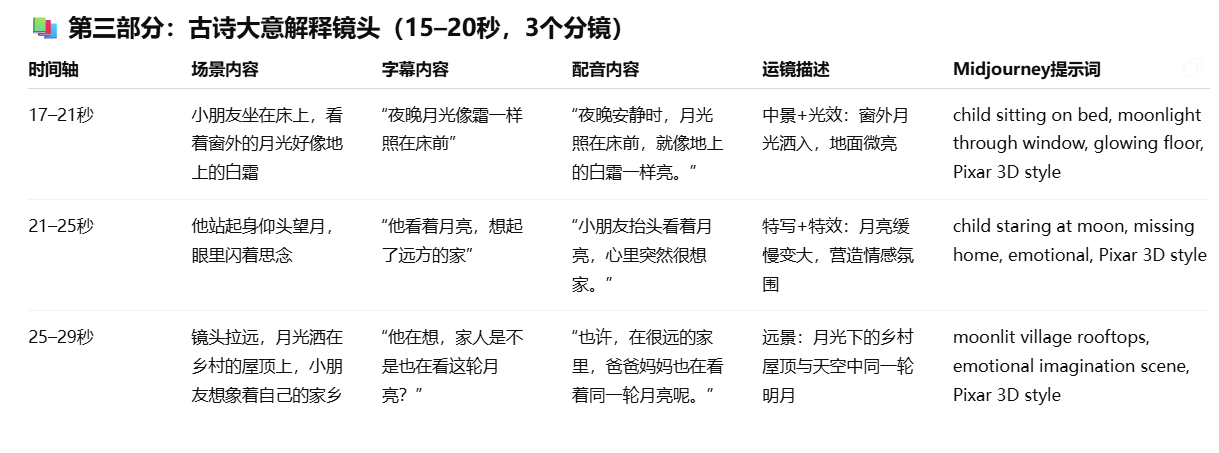 第三部分：古诗大意解释镜头（15–20秒，3个分镜）
时间轴 场景内容 字幕内容 配音内容 运镜描述 Midjourney提示词
17–21秒
小朋友坐在床上，看
着窗外的月光好像地
上的白霜
“夜晚月光像霜一样
照在床前”
“夜晚安静时，月光
照在床前，就像地上
的白霜一样亮。”
中景+光效：窗外月
光洒入，地面微亮
child sitting on bed, moonlight
through window, glowing floor,
Pixar 3D style
21–25秒
他站起身仰头望月，
眼里闪着思念
“他看着月亮，想起
了远方的家”
“小朋友抬头看着月
亮，心里突然很想
家。”
特写+特效：月亮缓
慢变大，营造情感氛
围
child staring at moon, missing
home, emotional, Pixar 3D style
25–29秒
镜头拉远，月光洒在
乡村的屋顶上，小朋
友想象着自己的家乡
“他在想，家人是不
是也在看这轮月
亮？”
“也许，在很远的家
里，爸爸妈妈也在看
着同一轮月亮呢。”
远景：月光下的乡村
屋顶与天空中同一轮
明月
moonlit village rooftops,
emotional imagination scene,
Pixar 3D style